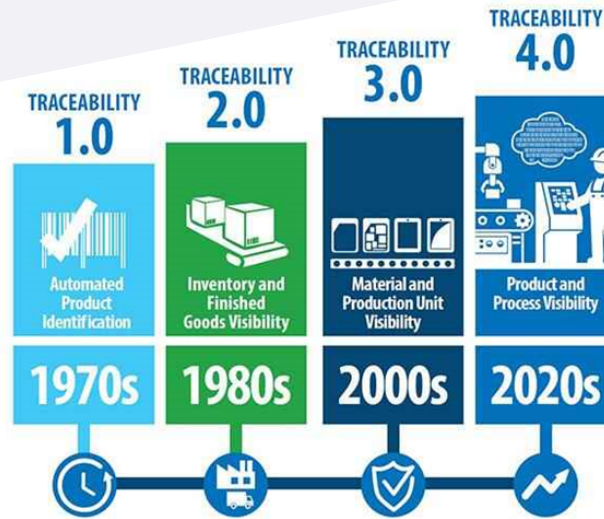 TRACEABILITY
1.0
Automated
Product
Identification
1970s
TRACEABILITY
2.0
Inventory and
Finished
Goods Visibility
1980s
TRACEABILITY
3.0
Material and
Production Unit
Visibility
2000s
TRACEABILITY
4.0
Product and
Process Visibility
2020s